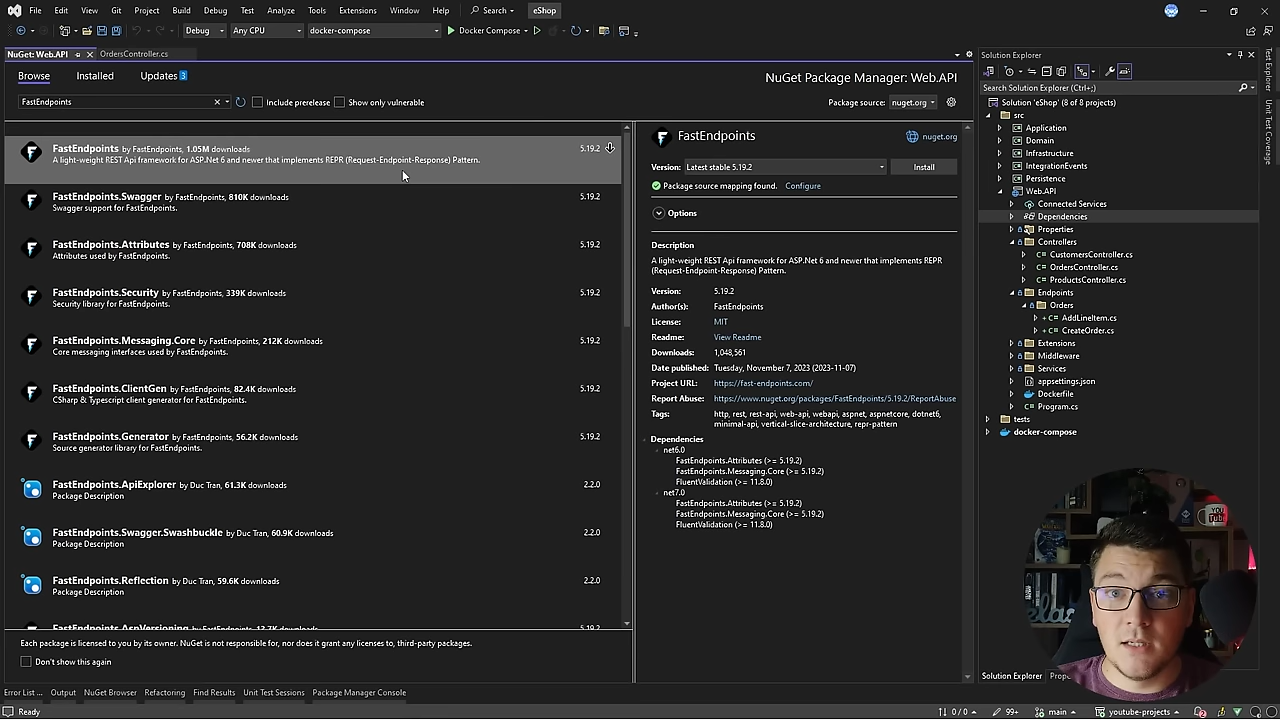 File Edit View Git Project Build Debug Test Analyze Tools Extensions Window Help Search eShop
Debug Any CPU docker-compose Docker Compose
NuGet: Web.API OrdersController.cs
Browse Installed Updates 3
NuGet Package Manager: Web.API
FastEndpoints Include prerelease Show only vulnerable
Package source: nuget.org
FastEndpoints by FastEndpoints, 1.05M downloads 5.19.2
A light-weight REST Api framework for ASP.Net 6 and newer that implements REPR (Request-Endpoint-Response) Pattern.
FastEndpoints.Swagger by FastEndpoints, 810K downloads 5.19.2
Swagger support for FastEndpoints.
FastEndpoints.Attributes by FastEndpoints, 708K downloads 5.19.2
Attributes used by FastEndpoints.
FastEndpoints.Security by FastEndpoints, 339K downloads 5.19.2
Security library for FastEndpoints.
FastEndpoints.Messaging.Core by FastEndpoints, 212K downloads 5.19.2
Core messaging interfaces used by FastEndpoints.
FastEndpoints.ClientGen by FastEndpoints, 82.4K downloads 5.19.2
CSharp & Typescript client generator for FastEndpoints.
FastEndpoints.Generator by FastEndpoints, 56.2K downloads 5.19.2
Source generator library for FastEndpoints.
FastEndpoints.ApiExplorer by Duc Tran, 61.3K downloads 2.2.0
Package Description
FastEndpoints.Swagger.Swashbuckle by Duc Tran, 60.9K downloads 2.2.0
Package Description
FastEndpoints.Reflection by Duc Tran, 59.6K downloads 2.2.0
Package Description
FastEndpoints.AspVersioning by FastEndpoints, 13.7K downloads 5.19.2
Each package is licensed to you by its owner. NuGet is not responsible for, nor does it grant any licenses to, third-party packages.
Don't show this again
FastEndpoints nuget.org
Version: Latest stable 5.19.2 Install
Package source mapping found. Configure
Options
Description
A light-weight REST Api framework for ASP.Net 6 and newer that implements REPR
(Request-Endpoint-Response) Pattern.
Version: 5.19.2
Author(s): FastEndpoints
License: MIT
Readme: View Readme
Downloads: 1,048,561
Date published: Tuesday, November 7, 2023 (2023-11-07)
Project URL: https://fast-endpoints.com/
Report Abuse: https://www.nuget.org/packages/FastEndpoints/5.19.2/ReportAbuse
Tags: http, rest, rest-api, web-api, webapi, aspnet, aspnetcore, dotnet6,
minimal-api, vertical-slice-architecture, repr-pattern
Dependencies
net6.0
FastEndpoints.Attributes (>= 5.19.2)
FastEndpoints.Messaging.Core (>= 5.19.2)
FluentValidation (>= 11.8.0)
net7.0
FastEndpoints.Attributes (>= 5.19.2)
FastEndpoints.Messaging.Core (>= 5.19.2)
FluentValidation (>= 11.8.0)
Solution Explorer
Search Solution Explorer (Ctrl+;)
Solution 'eShop' (8 of 8 projects)
src
Application
Domain
Infrastructure
IntegrationEvents
Persistence
Web.API
Connected Services
Dependencies
Properties
Controllers
CustomersController.cs
OrdersController.cs
ProductsController.cs
Endpoints
Orders
AddLineItem.cs
CreateOrder.cs
Extensions
Middleware
Services
appsettings.json
Dockerfile
Program.cs
tests
docker-compose
Test Explorer
Unit Test Coverage
YOU
Tube
Solution Explorer
Error List ... Output NuGet Browser Refactoring Find Results Unit Test Sessions Package Manager Console
Ready 0 / 0 99+ main youtube-projects